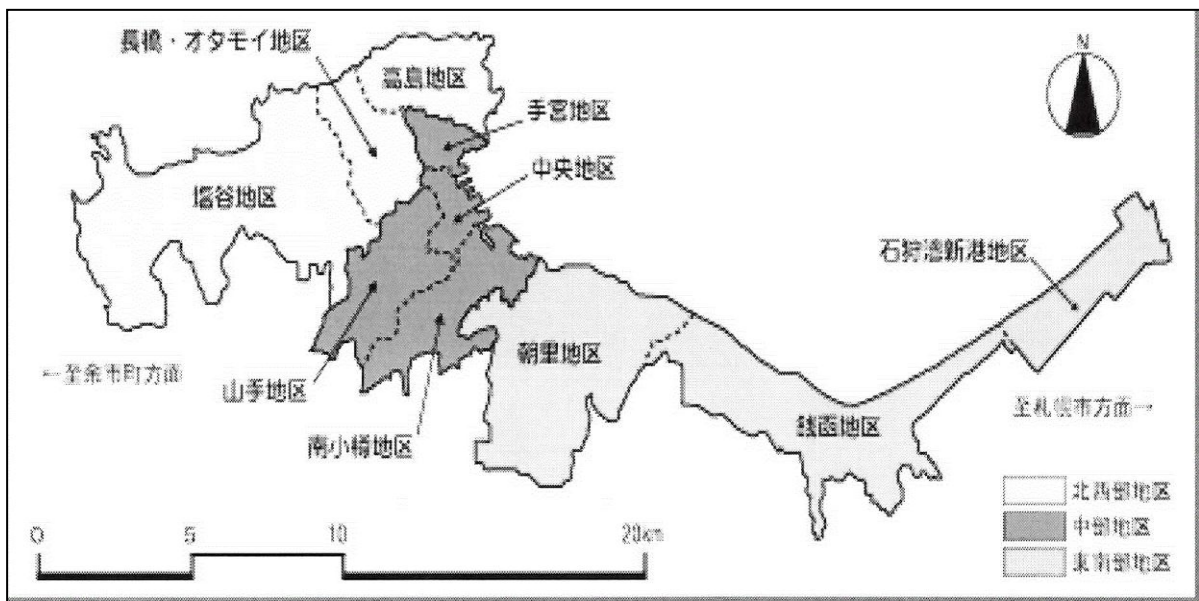 長橋・オタモイ地区
高島地区
N
手宮地区
中央地区
塩谷地区
石狩湾新港地区
朝里地区
←至余市町方面
山手地区
至札幌市方面→
銭函地区
南小樽地区
北西部地区
中部地区
東南部地区
0 5 10 20km